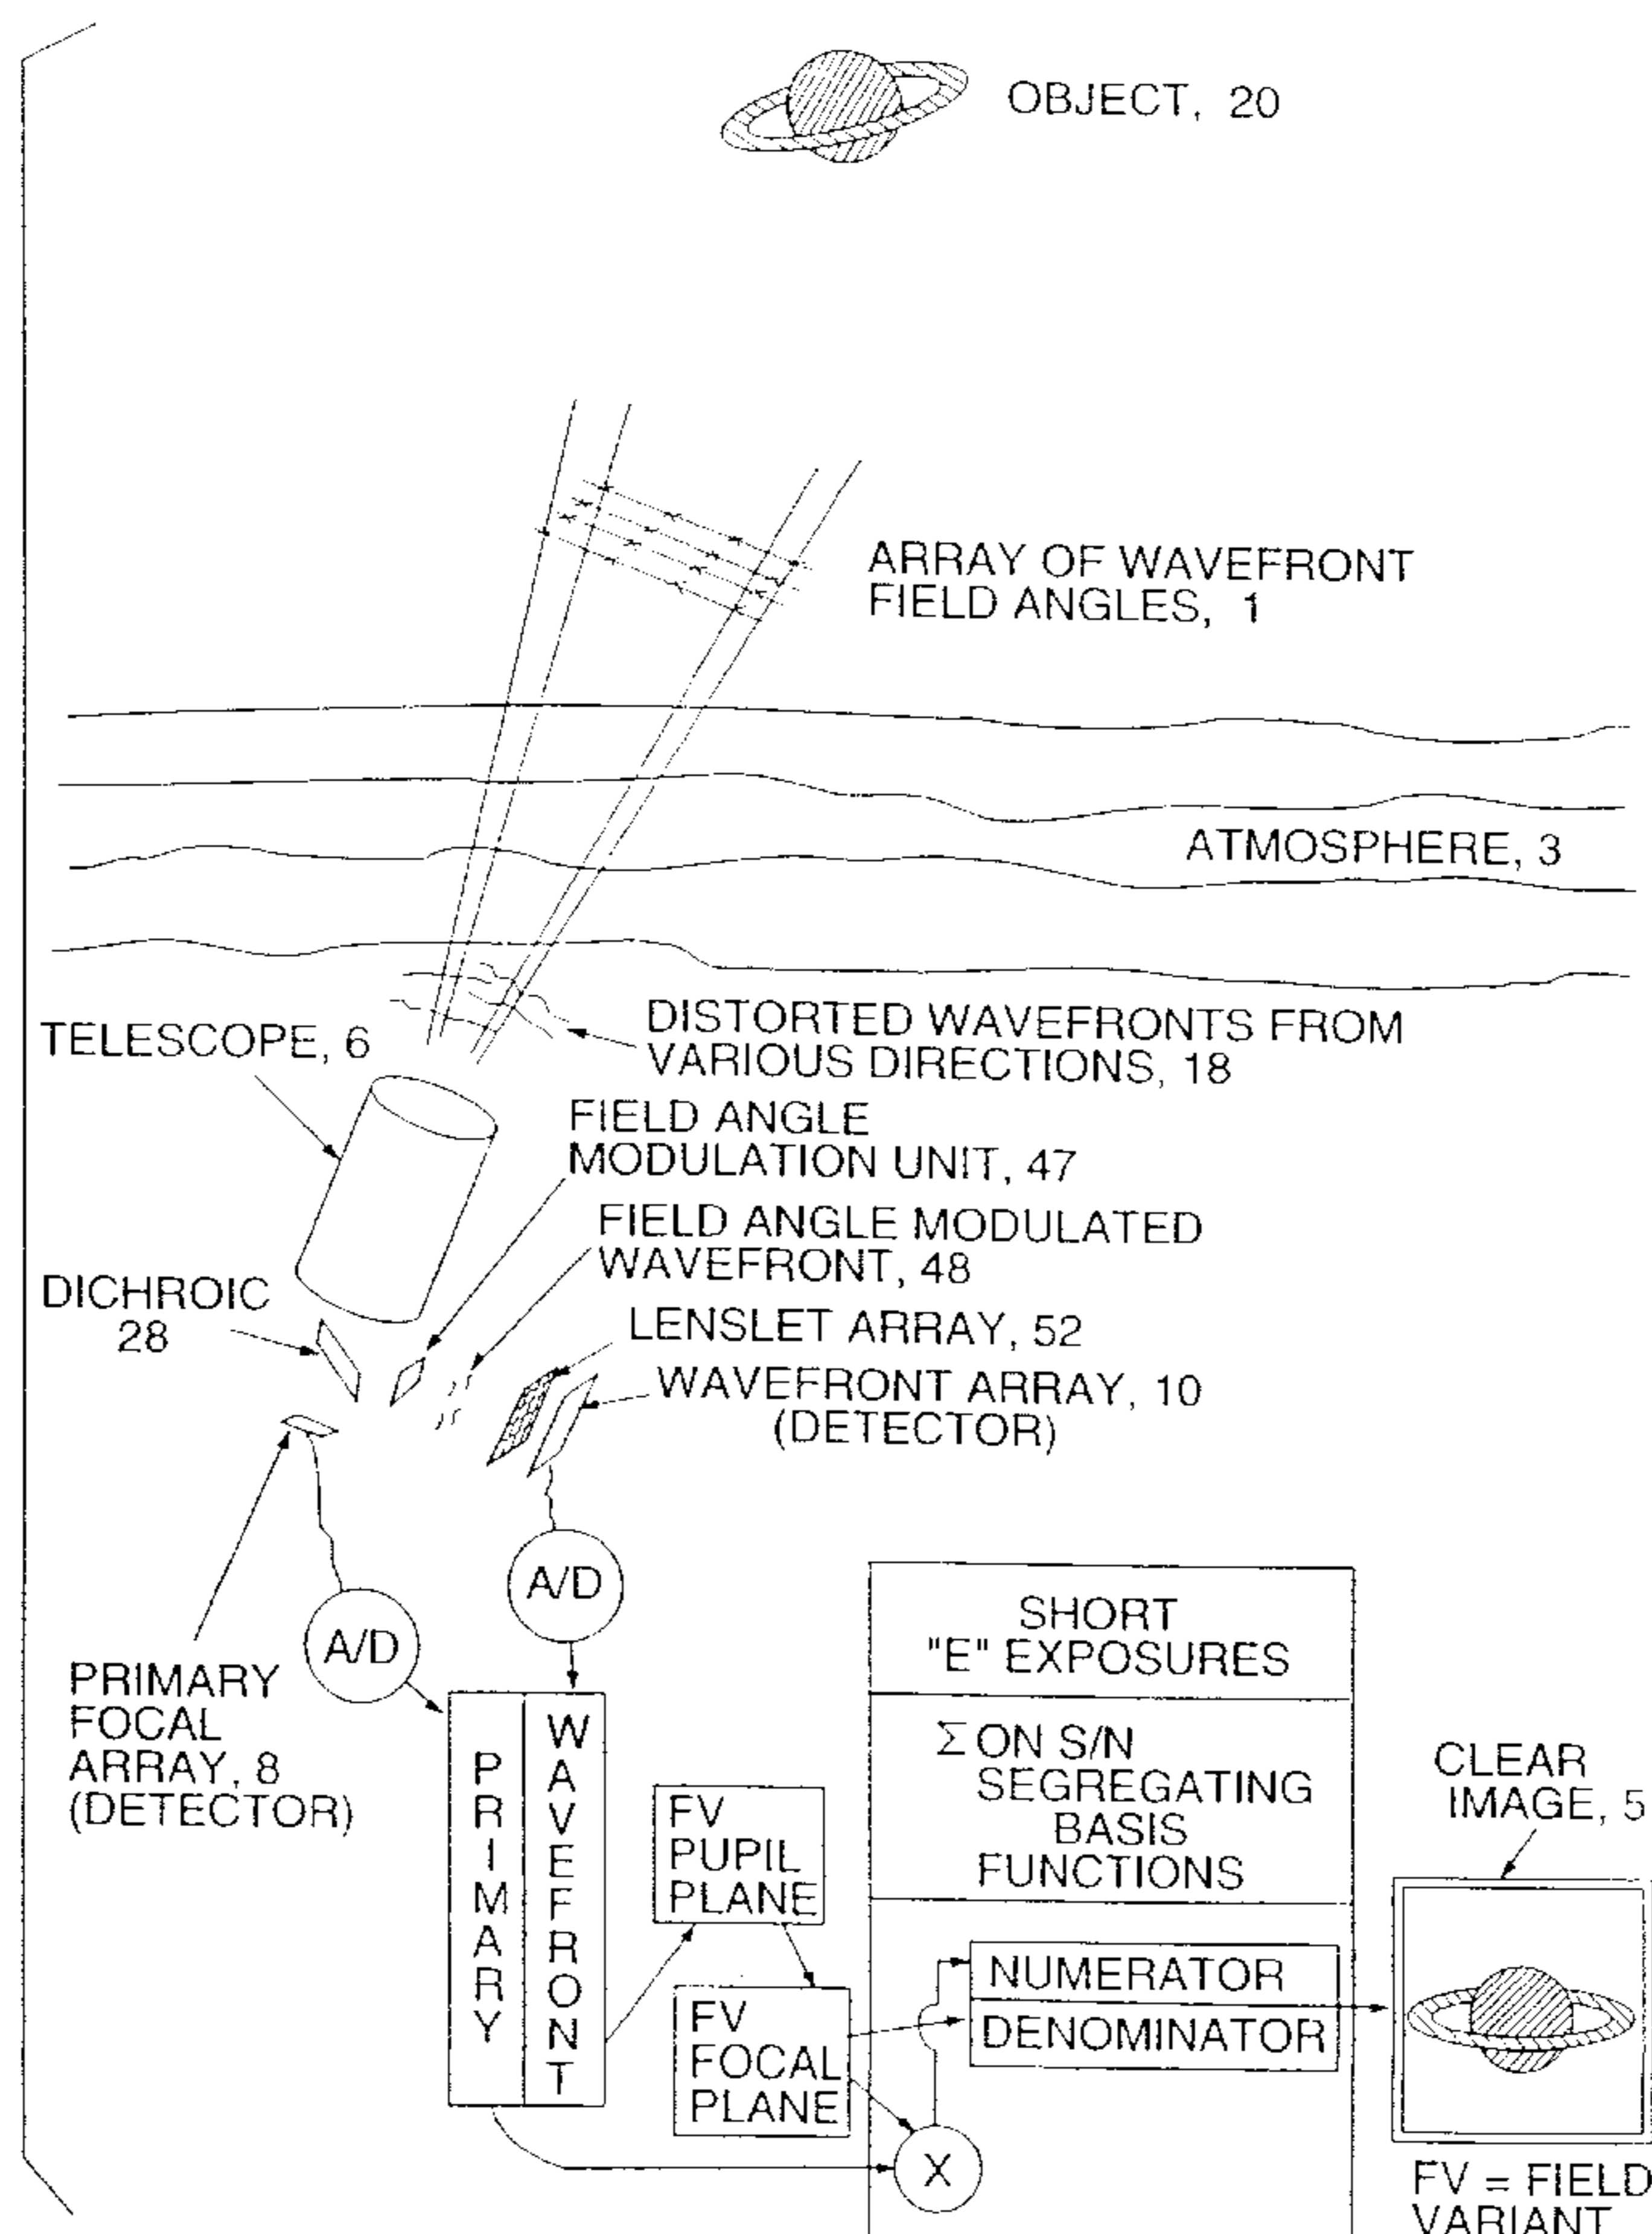 OBJECT, 20
ARRAY OF WAVEFRONT
FIELD ANGLES, 1
ATMOSPHERE, 3
TELESCOPE, 6
DISTORTED WAVEFRONTS FROM
VARIOUS DIRECTIONS, 18
FIELD ANGLE
MODULATION UNIT, 47
FIELD ANGLE MODULATED
WAVEFRONT, 48
DICHROIC
28
LENSLET ARRAY, 52
WAVEFRONT ARRAY, 10
(DETECTOR)
A/D
A/D
PRIMARY
FOCAL
ARRAY, 8
(DETECTOR)
PRIMARY
WAVEFRONT
FV
PUPIL
PLANE
FV
FOCAL
PLANE
SHORT
"E" EXPOSURES
Σ ON S/N
SEGREGATING
BASIS
FUNCTIONS
NUMERATOR
DENOMINATOR
X
CLEAR
IMAGE, 5
FV = FIELD
VARIANT